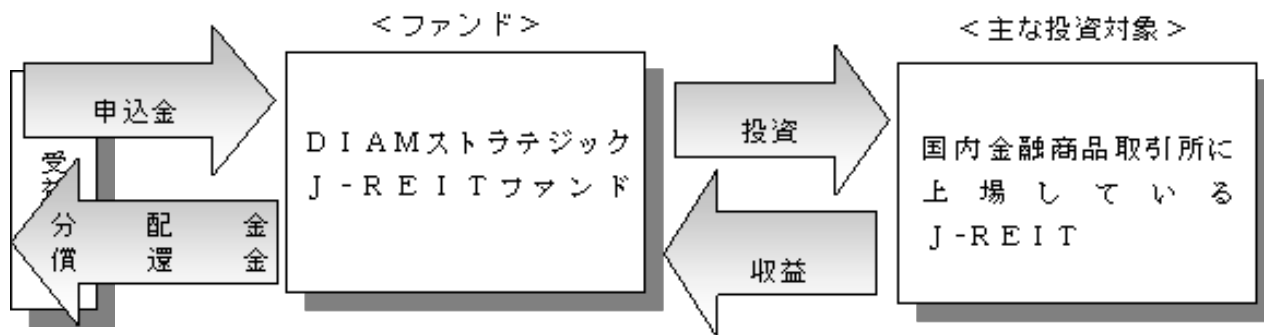 ＜ファンド＞
＜主な投資対象＞
申込金
受益
ＤＩＡＭストラテジック
Ｊ-ＲＥＩＴファンド
投資
国内金融商品取引所に
上場している
Ｊ-ＲＥＩＴ
分配金
償還金
収益